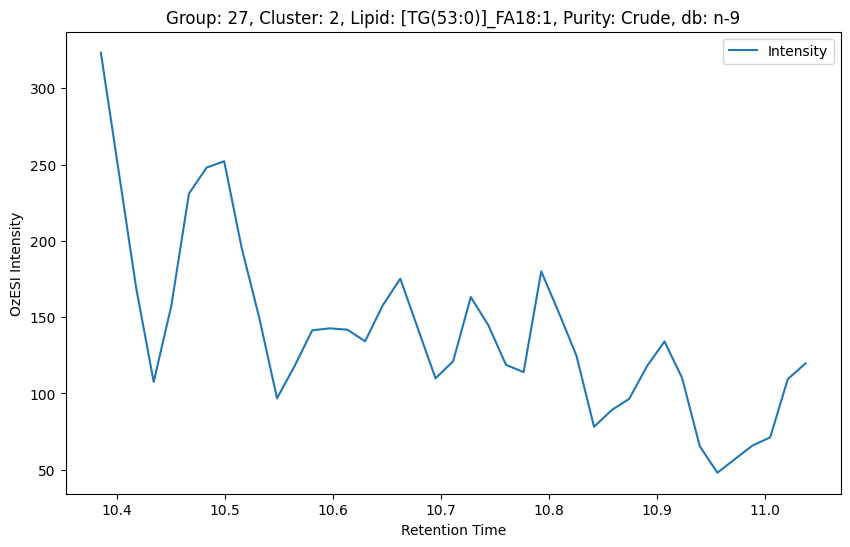 Group: 27, Cluster: 2, Lipid: [TG(53:0)]_FA18:1, Purity: Crude, db: n-9
Intensity
300
250
200
150
100
50
OzESI Intensity
10.4 10.5 10.6 10.7 10.8 10.9 11.0
Retention Time